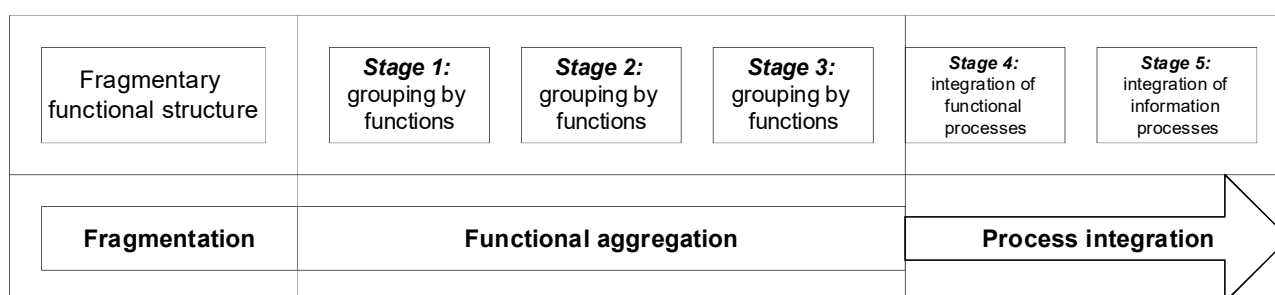 Fragmentary
functional structure
Stage 1:
grouping by
functions
Stage 2:
grouping by
functions
Stage 3:
grouping by
functions
Stage 4:
integration of
functional
processes
Stage 5:
integration of
information
processes
Fragmentation
Functional aggregation
Process integration